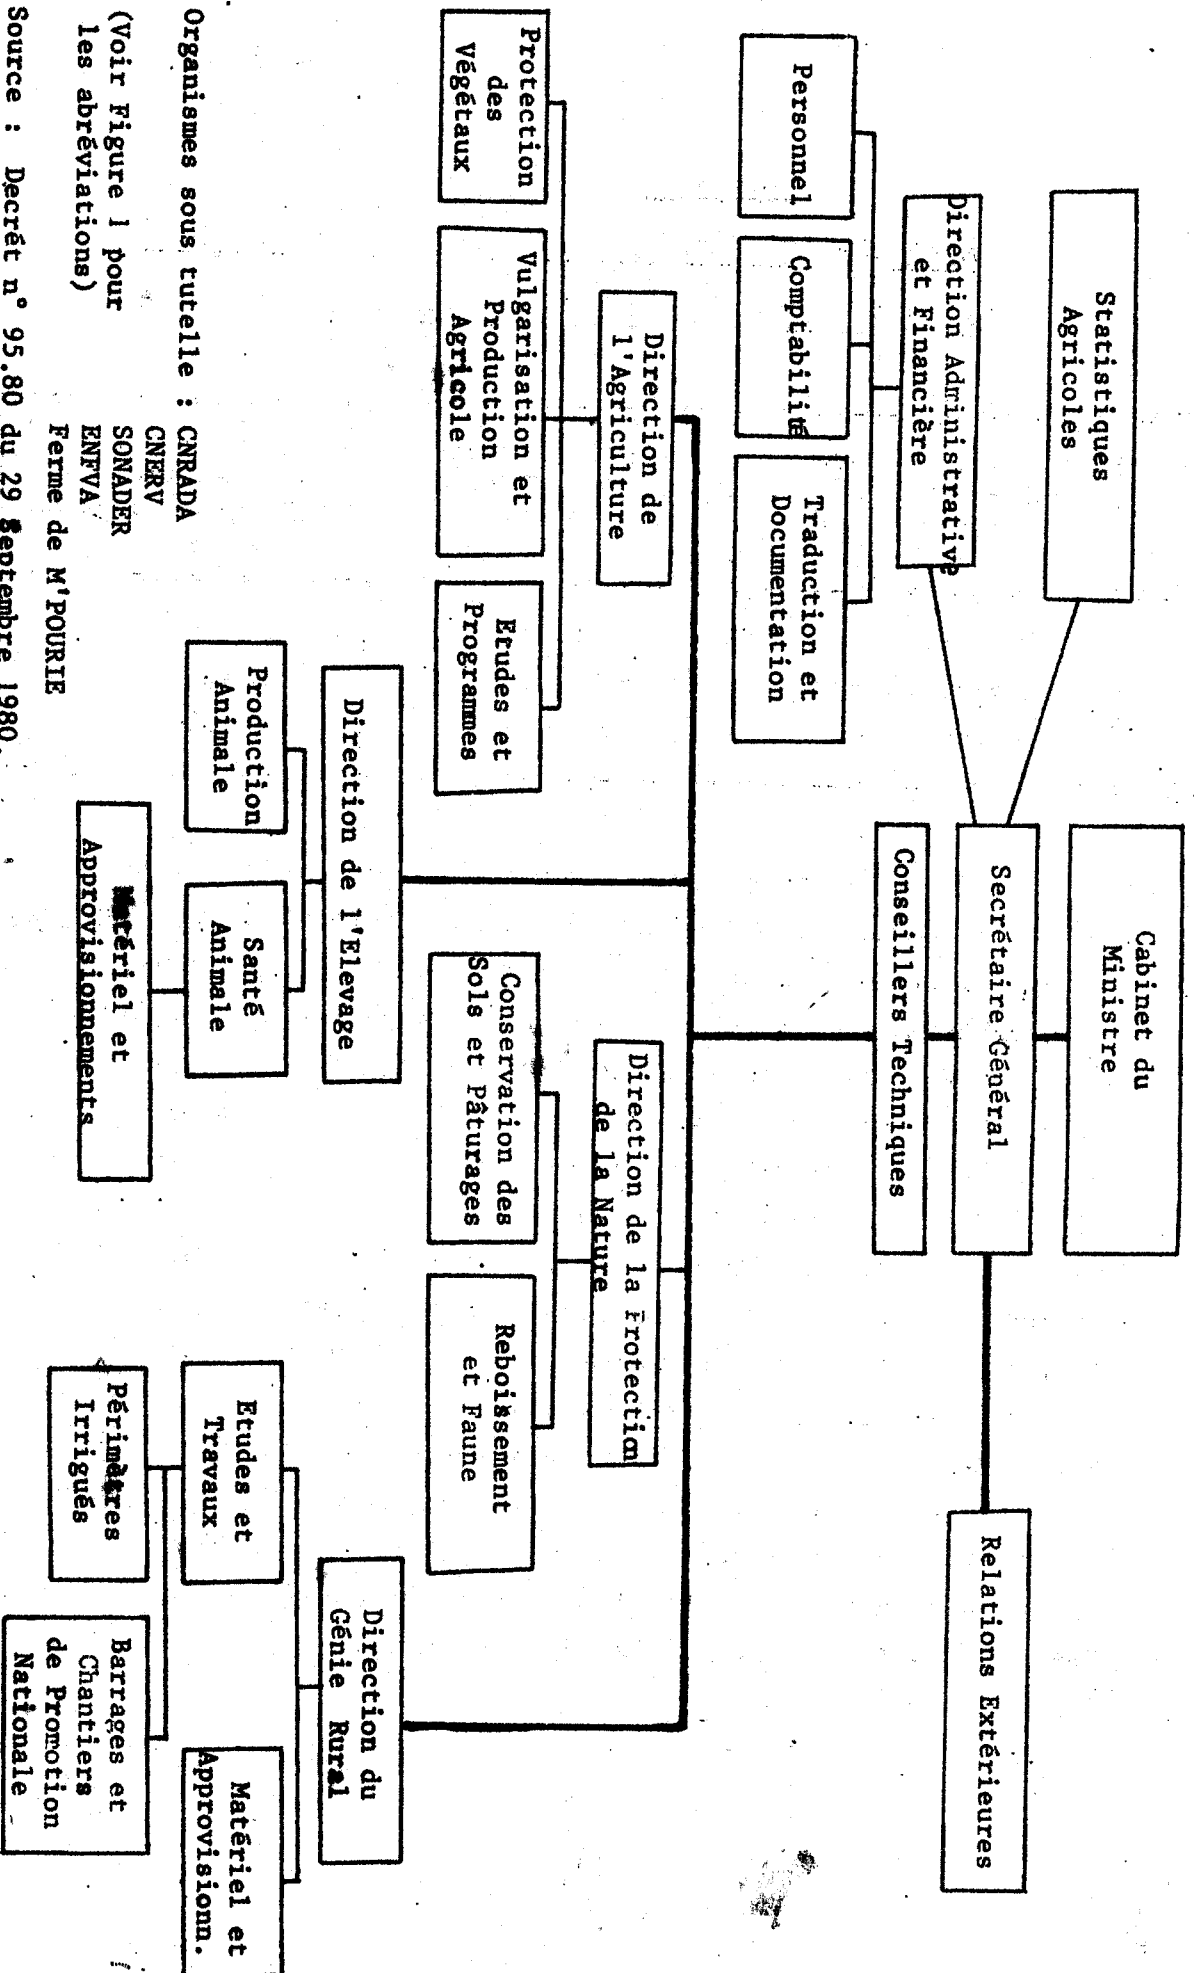 Cabinet du
Ministre
Statistiques
Agricoles
Secrétaire Général
Relations Extérieures
Direction Administrative
et Financière
Conseillers Techniques
Personnel
Comptabilité
Traduction et
Documentation
Direction de
l'Agriculture
Direction de la Protection
de la Nature
Protection
des
Végétaux
Vulgarisation et
Production
Agricole
Etudes et
Programmes
Conservation des
Sols et Pâturages
Reboissement
et Faune
Direction de l'Elevage
Direction du
Génie Rural
Production
Animale
Santé
Animale
Etudes et
Travaux
Matériel et
Approvisionn.
Matériel et
Approvisionnements
Périmètres
Irrigués
Barrages et
Chantiers
de Promotion
Nationale
Organismes sous tutelle : CNRADA
CNERV
(Voir Figure 1 pour SONADER
les abréviations) ENFVA
Ferme de M'POURIE
Source : Decrét n° 95.80 du 29 Septembre 1980.